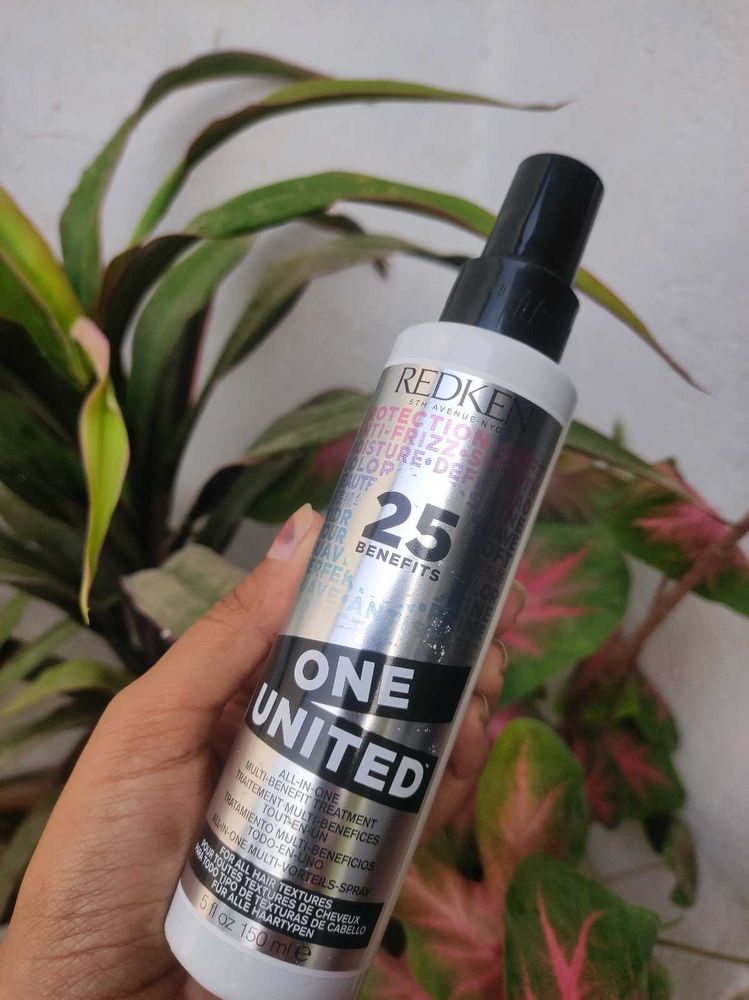 REDKEN
5TH AVENUE NYC
25
BENEFITS
ONE
UNITED
ALL-IN-ONE
MULTI-BENEFIT TREATMENT
TRAITEMENT MULTI-BENEFICES
TOUT-EN-UN
TRATAMIENTO MULTI-BENEFICIOS
TODO-EN-UNO
ALL-IN-ONE MULTI-VORTEILS-SPRAY
FOR ALL HAIR TEXTURES
POUR TOUTES TEXTURES DE CHEVEUX
PARA TODO TIPO DE TEXTURAS DE CABELLO
FÜR ALLE HAARTYPEN
5 fl oz 150 ml e